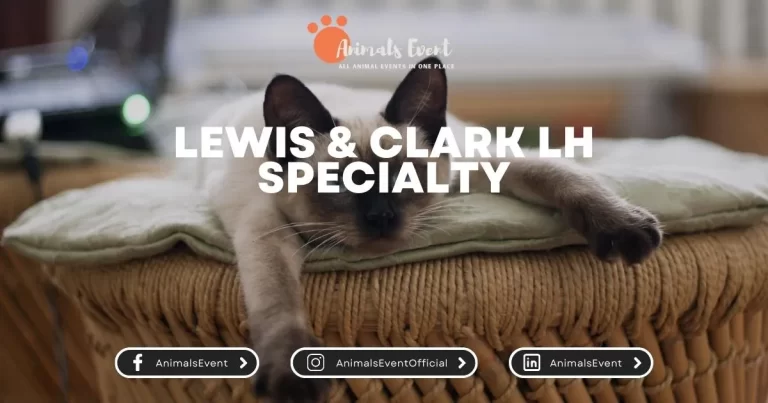 Animals Event
ALL ANIMAL EVENTS IN ONE PLACE
LEWIS & CLARK LH
SPECIALTY
AnimalsEvent
AnimalsEventOfficial
AnimalsEvent